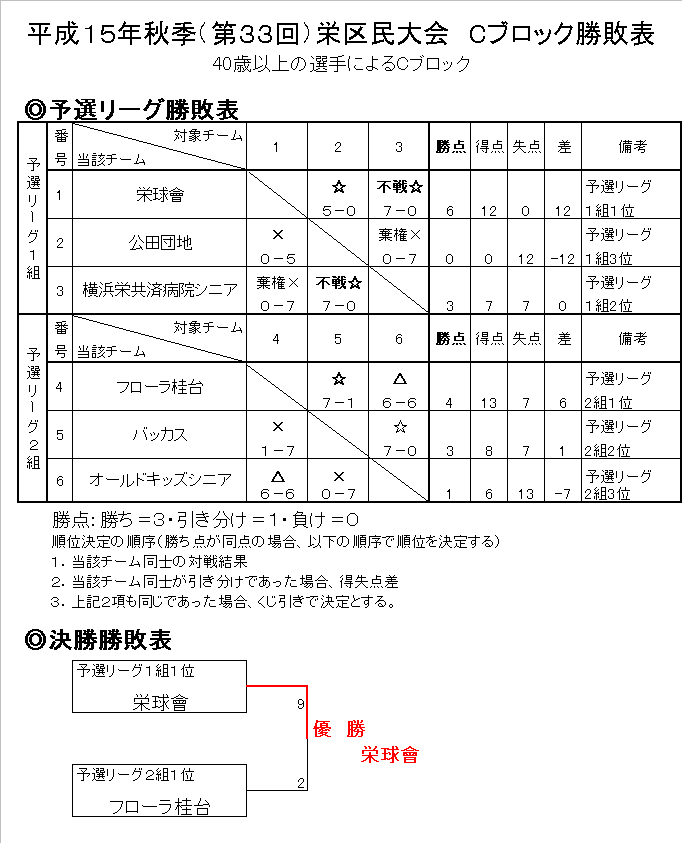 平成15年秋季(第33回)栄区民大会 Cブロック勝敗表
40歳以上の選手によるCブロック
◎予選リーグ勝敗表
予選リーグ1組
番号 対象チーム 当該チーム 1 2 3 勝点 得点 失点 差 備考
1 栄球會 ☆ 5-0 不戦☆ 7-0 6 12 0 12 予選リーグ 1組1位
2 公田団地 × 0-5 棄権× 0-7 0 0 12 -12 予選リーグ 1組3位
3 横浜栄共済病院シニア 棄権× 0-7 不戦☆ 7-0 3 7 7 0 予選リーグ 1組2位
予選リーグ2組
番号 対象チーム 当該チーム 4 5 6 勝点 得点 失点 差 備考
4 フローラ桂台 ☆ 7-1 △ 6-6 4 13 7 6 予選リーグ 2組1位
5 バッカス × 1-7 ☆ 7-0 3 8 7 1 予選リーグ 2組2位
6 オールドキッズシニア △ 6-6 × 0-7 1 6 13 -7 予選リーグ 2組3位
勝点:勝ち=3・引き分け=1・負け=0
順位決定の順序(勝ち点が同点の場合、以下の順序で順位を決定する)
1.当該チーム同士の対戦結果
2.当該チーム同士が引き分けであった場合、得失点差
3.上記2項も同じであった場合、くじ引きで決定とする。
◎決勝勝敗表
予選リーグ1組1位
栄球會
9
優 勝
栄球會
予選リーグ2組1位
2
フローラ桂台